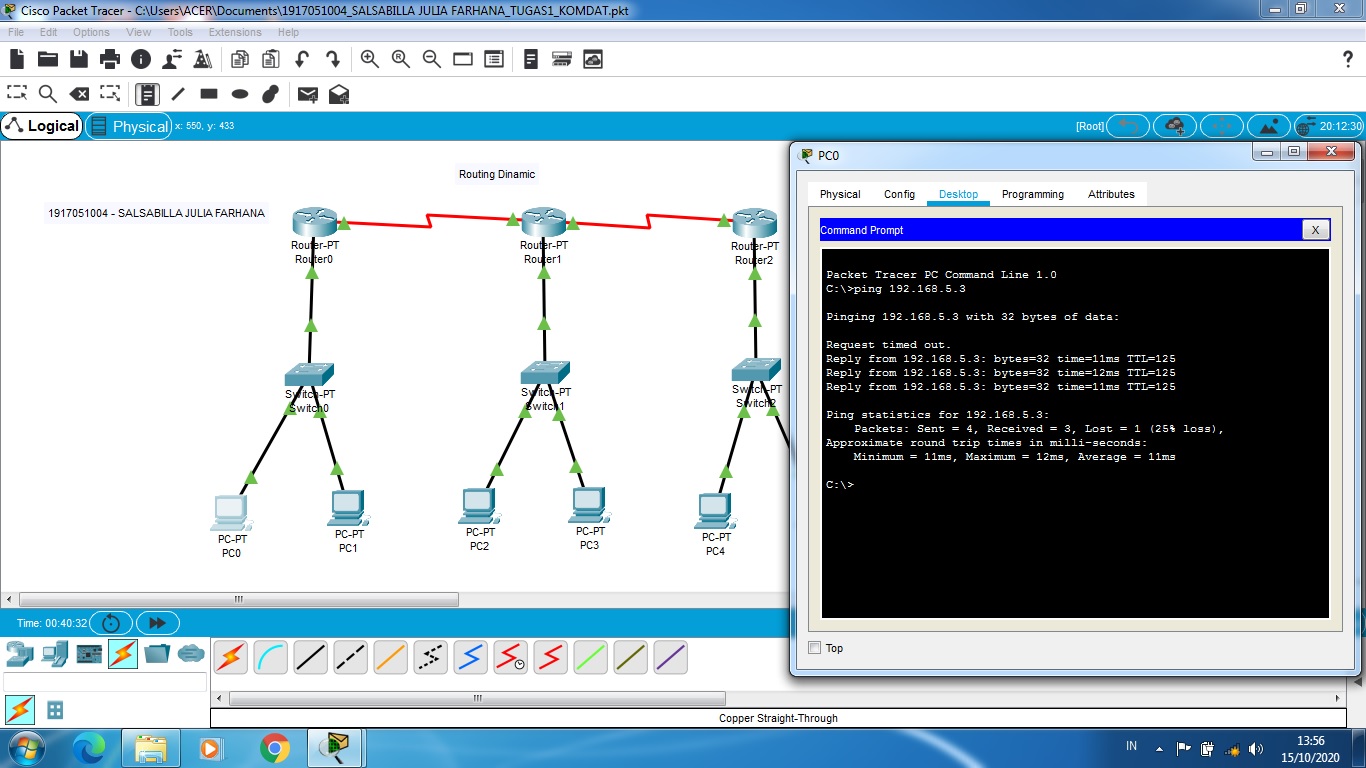 Cisco Packet Tracer - C:\Users\ACER\Documents\1917051004_SALSABILLA JULIA FARHANA_TUGAS1_KOMDAT.pkt
File Edit Options View Tools Extensions Help
?
Logical Physical x: 550, y: 433 [Root] 20:12:30
Routing Dinamic
1917051004 - SALSABILLA JULIA FARHANA
Router-PT
Router0
Router-PT
Router1
Router-PT
Router2
Switch-PT
Switch0
Switch-PT
Switch1
Switch-PT
Switch2
PC-PT
PC0
PC-PT
PC1
PC-PT
PC2
PC-PT
PC3
PC-PT
PC4
PC0
Physical Config Desktop Programming Attributes
Command Prompt X
Packet Tracer PC Command Line 1.0
C:\>ping 192.168.5.3
Pinging 192.168.5.3 with 32 bytes of data:
Request timed out.
Reply from 192.168.5.3: bytes=32 time=11ms TTL=125
Reply from 192.168.5.3: bytes=32 time=12ms TTL=125
Reply from 192.168.5.3: bytes=32 time=11ms TTL=125
Ping statistics for 192.168.5.3:
Packets: Sent = 4, Received = 3, Lost = 1 (25% loss),
Approximate round trip times in milli-seconds:
Minimum = 11ms, Maximum = 12ms, Average = 11ms
C:\>
Top
Time: 00:40:32
Copper Straight-Through
IN
13:56
15/10/2020